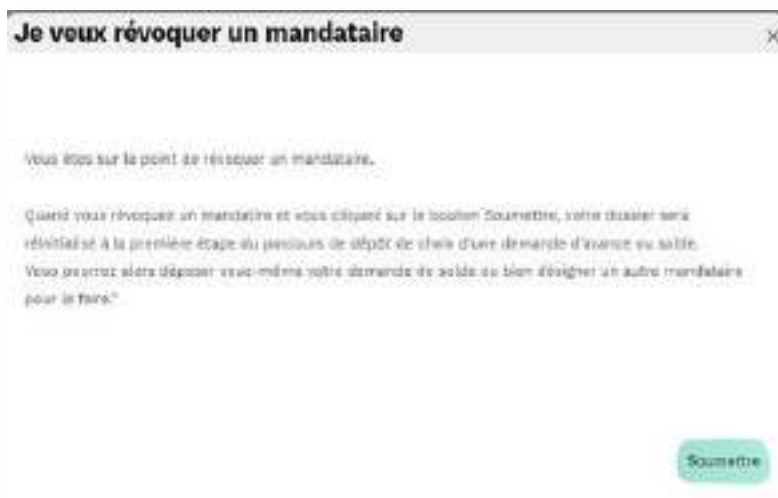 Je veux révoquer un mandataire
Vous êtes sur le point de révoquer un mandataire.
Quand vous révoquez un mandataire et vous cliquez sur le bouton Soumettre, votre dossier sera
réinitialisé à la première étape du parcours de dépôt de choix d'une demande d'avance ou solde.
Vous pourrez alors déposer vous-même votre demande de solde ou bien désigner un autre mandataire
pour le faire."
Soumettre